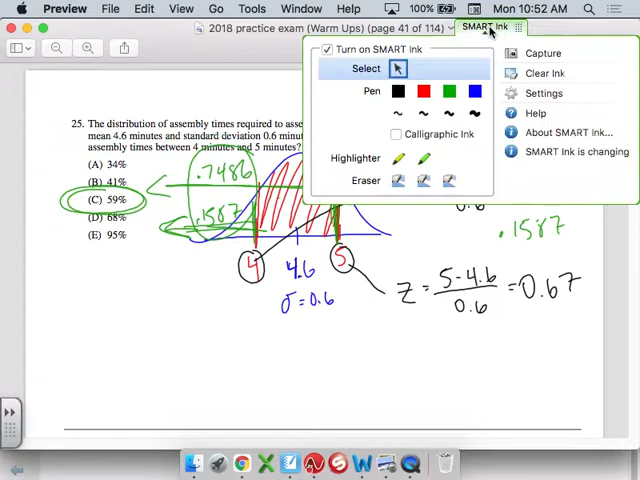 Preview File Edit View Go Tools Window Help 100% Mon 10:52 AM
2018 practice exam (Warm Ups) (page 41 of 114)
SMART Ink
Turn on SMART Ink
Select
Pen
Calligraphic Ink
Highlighter
Eraser
Capture
Clear Ink
Settings
Help
About SMART Ink...
SMART Ink is changing
25. The distribution of assembly times required to
mean 4.6 minutes and standard deviation 0.6 minut
assembly times between 4 minutes and 5 minutes?
(A) 34%
(B) 41%
(C) 59%
(D) 68%
(E) 95%
.7486
.1587
0.6
.1587
4
4.6
5
σ = 0.6
z = 5-4.6 / 0.6 = 0.67